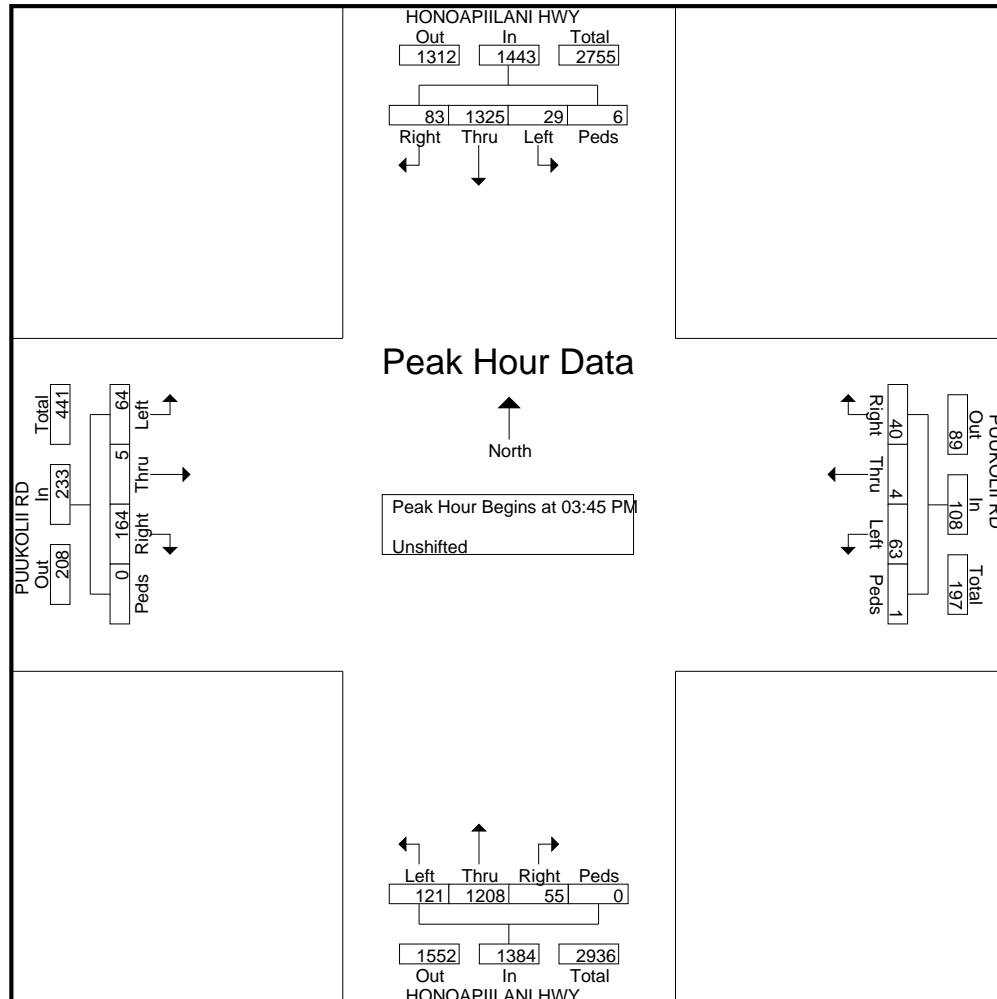 HONOAPIILANI HWY
Out In Total
1312 1443 2755
83 1325 29 6
Right Thru Left Peds
Peak Hour Data
North
Peak Hour Begins at 03:45 PM
Unshifted
PUUKOLII RD
Out In Total
208 233 441
Left Thru Right Peds
64 5 164 0
PUUKOLII RD
Out In Total
89 108 197
Right Thru Left Peds
40 4 63 1
Left Thru Right Peds
121 1208 55 0
1552 1384 2936
Out In Total
HONOAPIILANI HWY